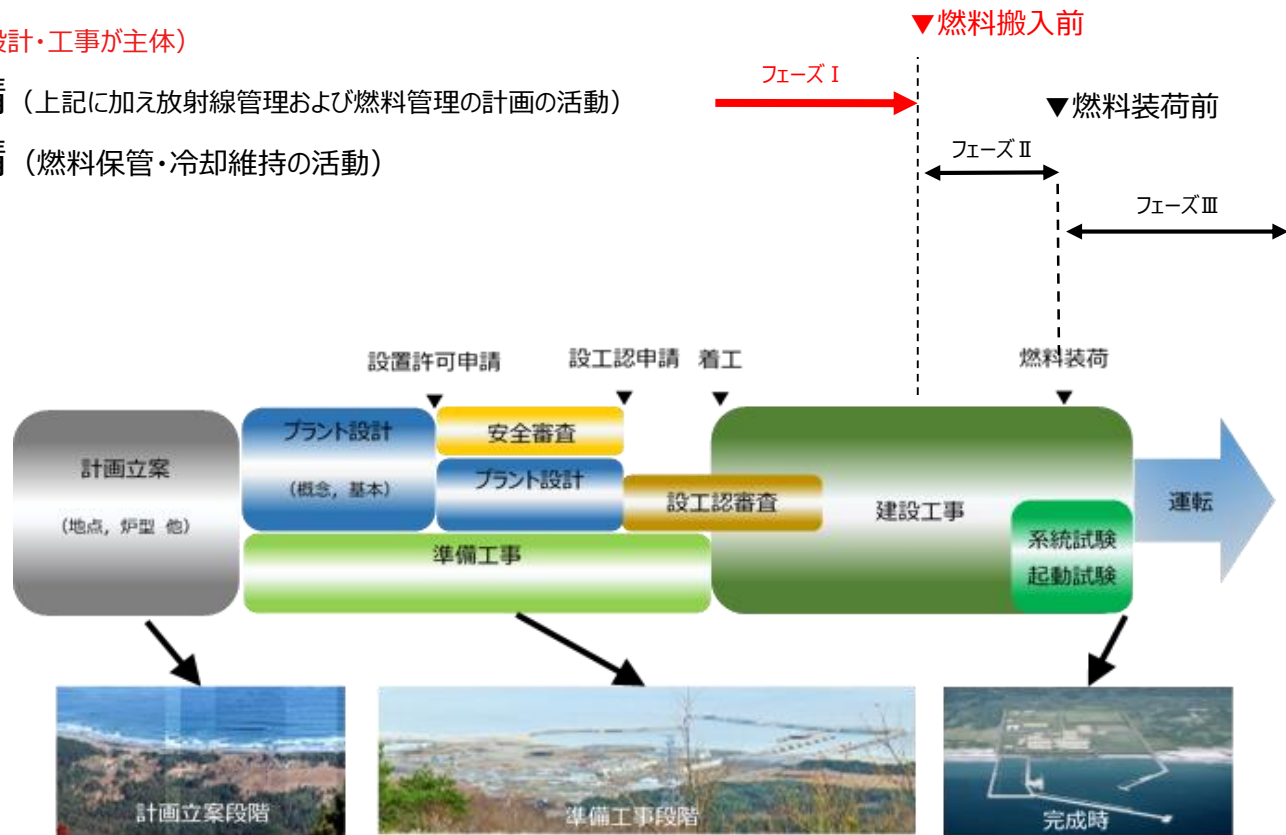 ▼燃料搬入前
設計・工事が主体）
フェーズⅠ
（上記に加え放射線管理および燃料管理の計画の活動）
▼燃料装荷前
（燃料保管・冷却維持の活動）
フェーズⅡ
フェーズⅢ
設置許可申請
設工認申請
着工
燃料装荷
▼
▼
▼
▼
計画立案
（地点，炉型 他）
プラント設計
（概念，基本）
安全審査
プラント設計
設工認審査
準備工事
建設工事
系統試験
起動試験
運転
計画立案段階
準備工事段階
完成時